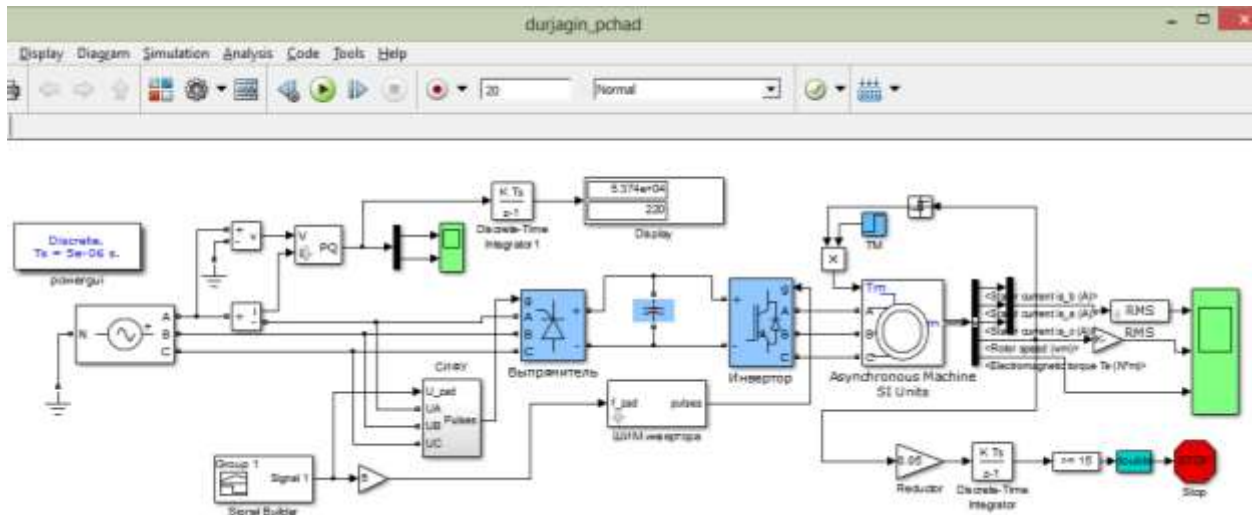 durjagin_pchad
Display Diagram Simulation Analysis Code Tools Help
20
Normal
Discrete,
Ts = 5e-06 s.
powergui
K Ts
z-1
Discrete-Time
Integrator1
5.374e+04
220
Display
V
I
PQ
TM
×
N
A
B
C
g
A
B
C
+
-
Выпрямитель
+
-
g
A
B
C
Инвертор
Tm
m
A
B
C
Asynchronous Machine
SI Units
<Stator current is_b (A)>
<Stator current is_a (A)>
<Stator current is_c (A)>
<Rotor speed (wm)>
<Electromagnetic torque Te (N*m)>
RMS
RMS
СИФУ
U_zad
UA
UB
UC
Pulses
f_zad
pulses
ШИМ инвертора
Group 1
Signal 1
Signal Builder
0.05
Reductor
K Ts
z-1
Discrete-Time
Integrator
>= 15
double
STOP
Stop